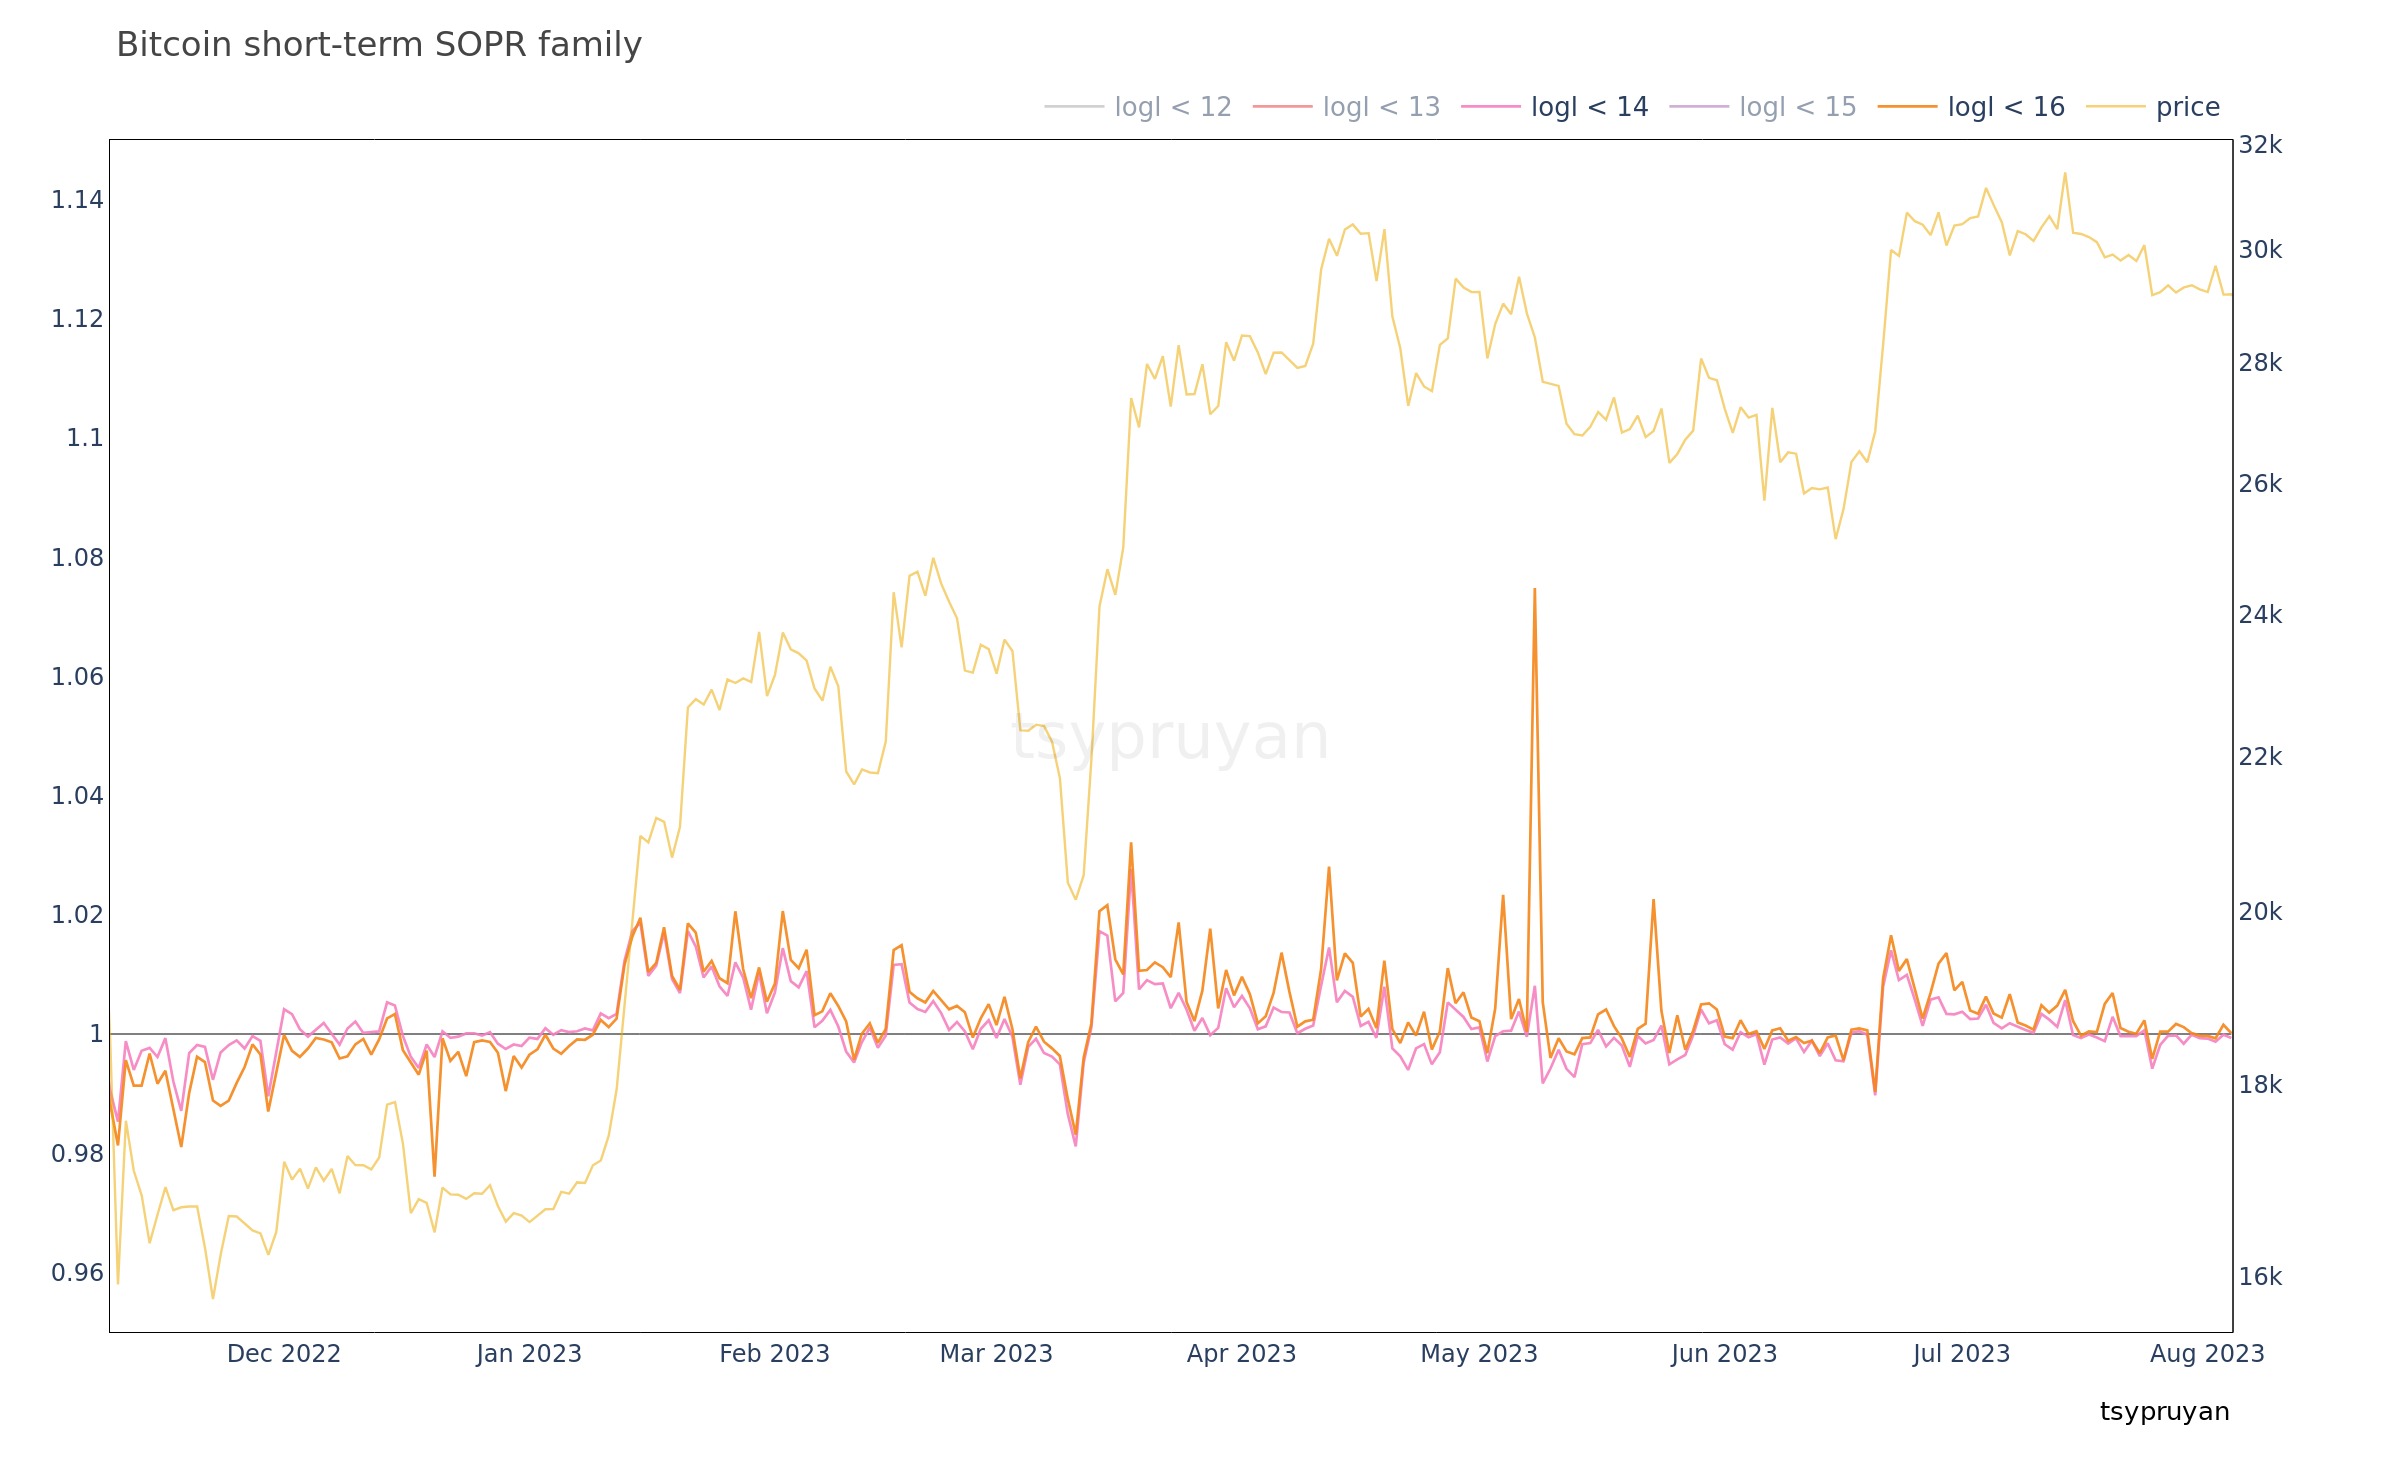 Bitcoin short-term SOPR family
logl < 12 logl < 13 logl < 14 logl < 15 logl < 16 price
32k
1.14
30k
1.12
28k
1.1
26k
1.08
24k
1.06
tsypruyan
22k
1.04
1.02
20k
1
18k
0.98
0.96
16k
Dec 2022 Jan 2023 Feb 2023 Mar 2023 Apr 2023 May 2023 Jun 2023 Jul 2023 Aug 2023
tsypruyan